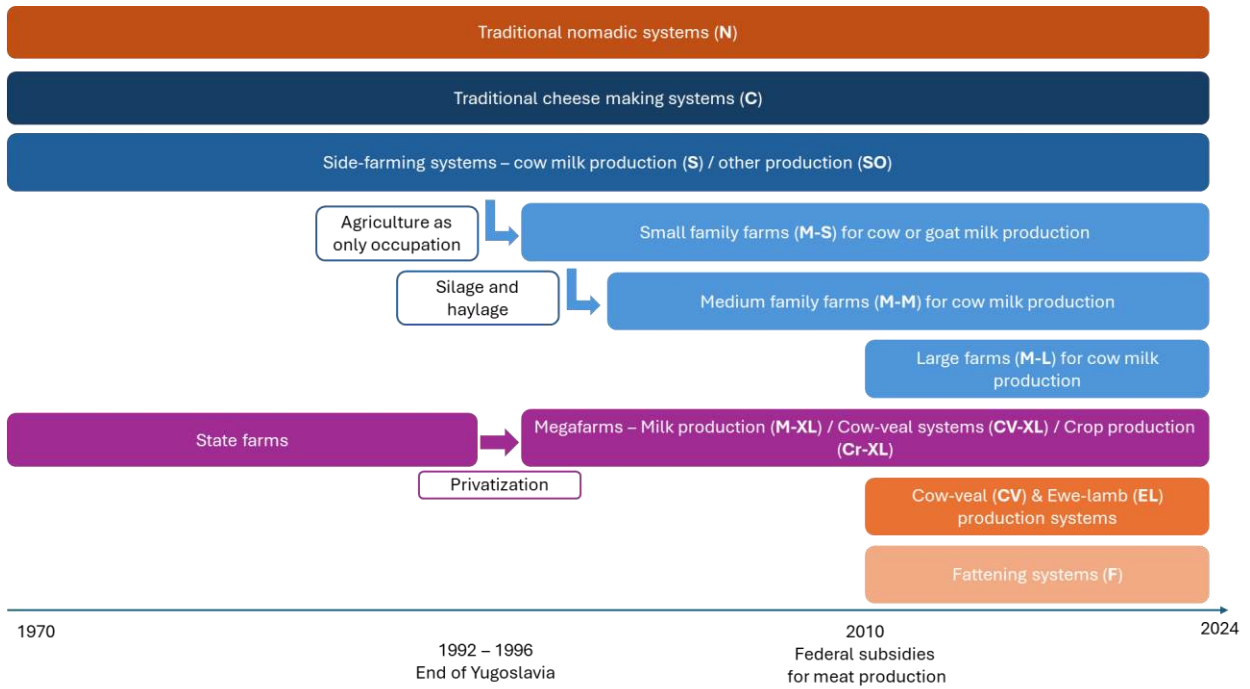 Traditional nomadic systems (N)
Traditional cheese making systems (C)
Side-farming systems – cow milk production (S) / other production (SO)
Agriculture as
only occupation
Small family farms (M-S) for cow or goat milk production
Silage and
haylage
Medium family farms (M-M) for cow milk production
Large farms (M-L) for cow milk
production
State farms
Megafarms – Milk production (M-XL) / Cow-veal systems (CV-XL) / Crop production
(Cr-XL)
Privatization
Cow-veal (CV) & Ewe-lamb (EL)
production systems
Fattening systems (F)
1970
1992 – 1996
End of Yugoslavia
2010
Federal subsidies
for meat production
2024